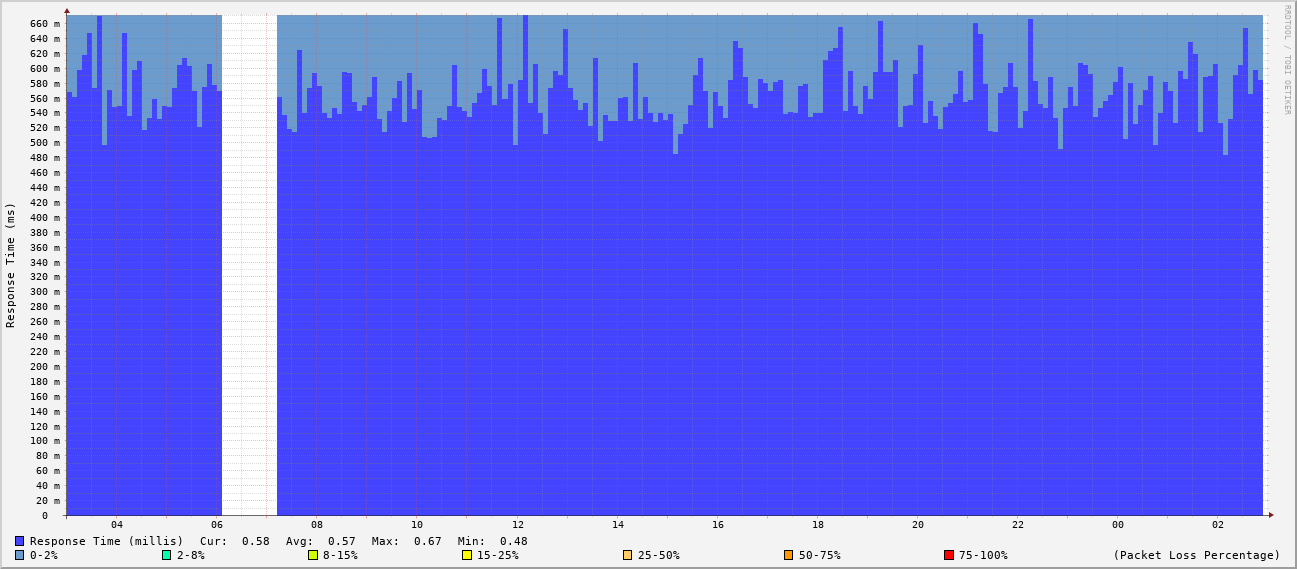 RRDTOOL / TOBI OETIKER
Response Time (ms)
660 m
640 m
620 m
600 m
580 m
560 m
540 m
520 m
500 m
480 m
460 m
440 m
420 m
400 m
380 m
360 m
340 m
320 m
300 m
280 m
260 m
240 m
220 m
200 m
180 m
160 m
140 m
120 m
100 m
80 m
60 m
40 m
20 m
0
04 06 08 10 12 14 16 18 20 22 00 02
Response Time (millis) Cur: 0.58 Avg: 0.57 Max: 0.67 Min: 0.48
0-2% 2-8% 8-15% 15-25% 25-50% 50-75% 75-100% (Packet Loss Percentage)